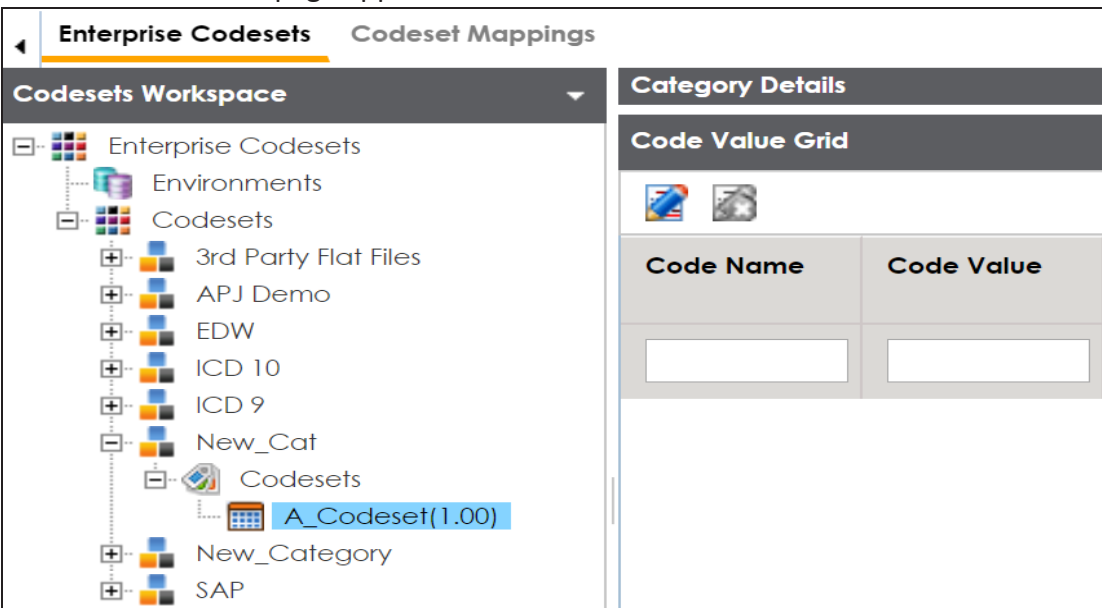 Enterprise Codesets Codeset Mappings
Codesets Workspace
Enterprise Codesets
Environments
Codesets
3rd Party Flat Files
APJ Demo
EDW
ICD 10
ICD 9
New_Cat
Codesets
A_Codeset(1.00)
New_Category
SAP
Category Details
Code Value Grid
Code Name Code Value